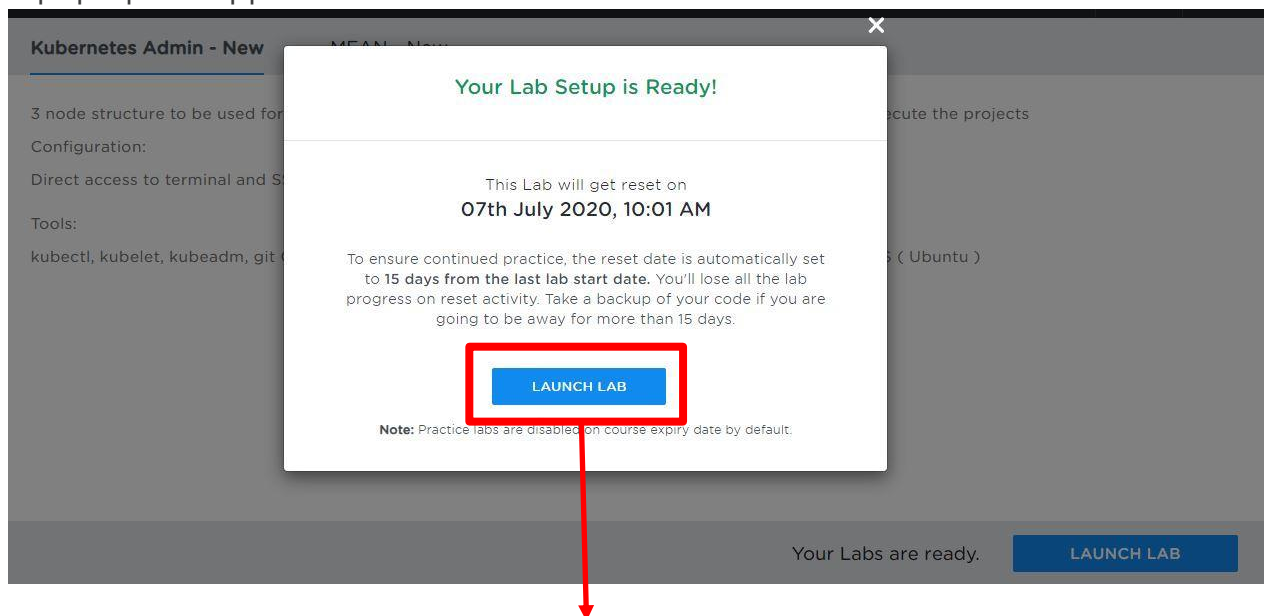 Kubernetes Admin - New
MEAN - New
Your Lab Setup is Ready!
3 node structure to be used for
ecute the projects
Configuration:
Direct access to terminal and S
This Lab will get reset on
07th July 2020, 10:01 AM
Tools:
kubectl, kubelet, kubeadm, git
( Ubuntu )
To ensure continued practice, the reset date is automatically set
to 15 days from the last lab start date. You'll lose all the lab
progress on reset activity. Take a backup of your code if you are
going to be away for more than 15 days.
LAUNCH LAB
Note: Practice labs are disabled on course expiry date by default.
Your Labs are ready.
LAUNCH LAB